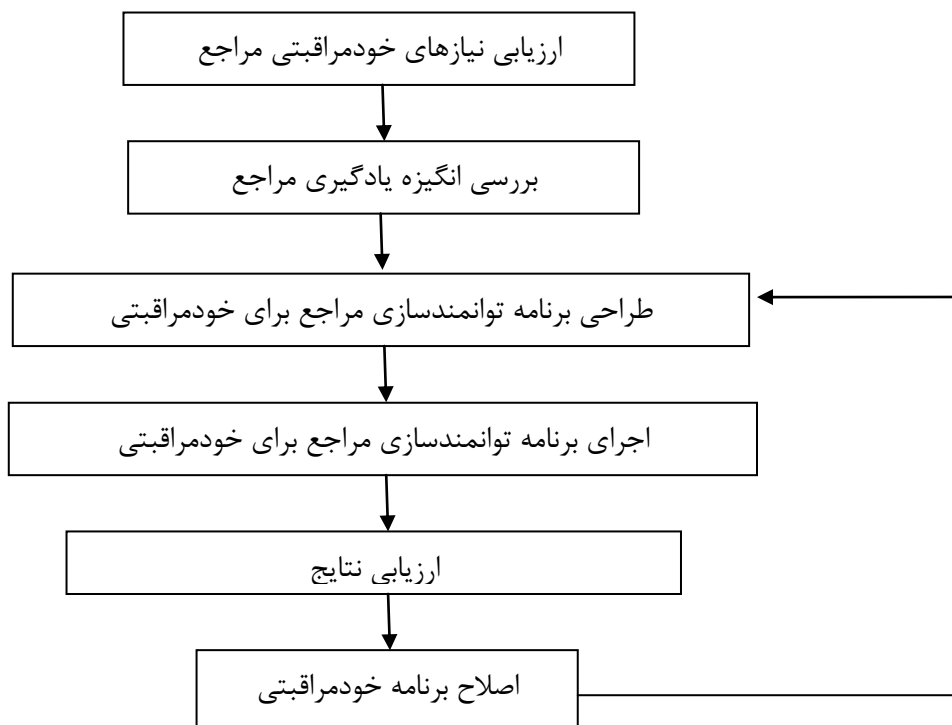 ارزیابی نیازهای خودمراقبتی مراجع
بررسی انگیزه یادگیری مراجع
طراحی برنامه توانمندسازی مراجع برای خودمراقبتی
اجرای برنامه توانمندسازی مراجع برای خودمراقبتی
ارزیابی نتایج
اصلاح برنامه خودمراقبتی